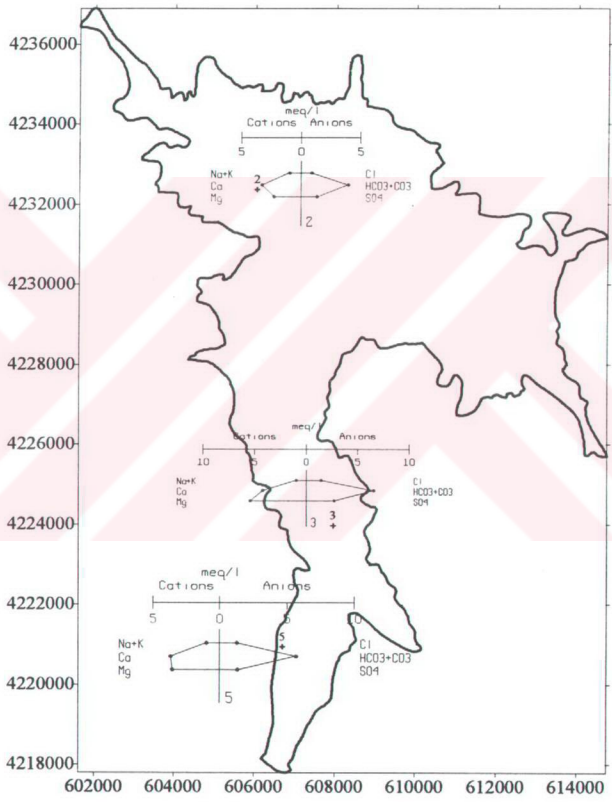 4236000
4234000
4232000
4230000
4228000
4226000
4224000
4222000
4220000
4218000
meq/l
Cations Anions
5 0 5
Na+K Cl
Ca 2 HCO3+CO3
Mg SO4
2
meq/l
Cations Anions
10 5 0 5 10
Na+K Cl
Ca HCO3+CO3
Mg SO4
3 3
meq/l
Cations Anions
5 0 5 10
Na+K 5 Cl
Ca HCO3+CO3
Mg SO4
5
602000 604000 606000 608000 610000 612000 614000